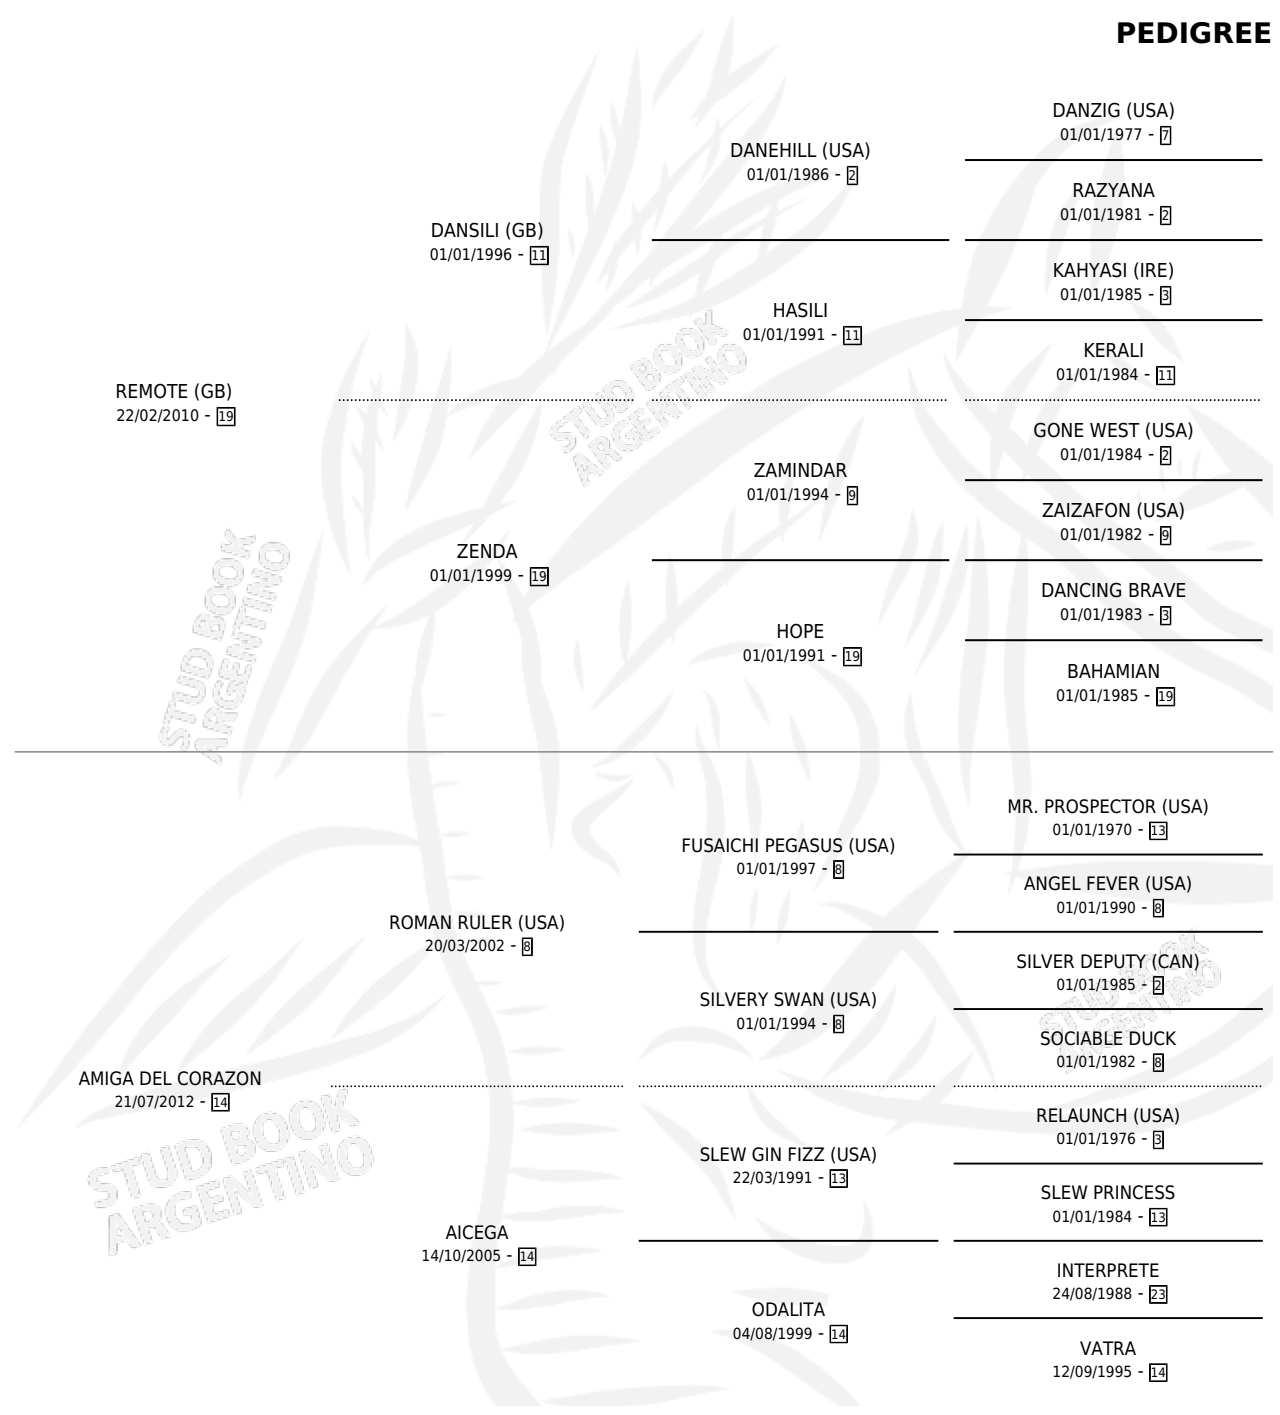 PEDIGREE
DANZIG (USA)
01/01/1977 - 7
DANEHILL (USA)
01/01/1986 - 2
RAZYANA
01/01/1981 - 2
DANSILI (GB)
01/01/1996 - 11
KAHYASI (IRE)
01/01/1985 - 3
HASILI
01/01/1991 - 11
KERALI
01/01/1984 - 11
REMOTE (GB)
22/02/2010 - 19
GONE WEST (USA)
01/01/1984 - 2
ZAMINDAR
01/01/1994 - 9
ZAIZAFON (USA)
01/01/1982 - 9
ZENDA
01/01/1999 - 19
DANCING BRAVE
01/01/1983 - 3
HOPE
01/01/1991 - 19
BAHAMIAN
01/01/1985 - 19
MR. PROSPECTOR (USA)
01/01/1970 - 13
FUSAICHI PEGASUS (USA)
01/01/1997 - 8
ANGEL FEVER (USA)
01/01/1990 - 8
ROMAN RULER (USA)
20/03/2002 - 8
SILVER DEPUTY (CAN)
01/01/1985 - 2
SILVERY SWAN (USA)
01/01/1994 - 8
SOCIABLE DUCK
01/01/1982 - 8
AMIGA DEL CORAZON
21/07/2012 - 14
RELAUNCH (USA)
01/01/1976 - 3
SLEW GIN FIZZ (USA)
22/03/1991 - 13
SLEW PRINCESS
01/01/1984 - 13
AICEGA
14/10/2005 - 14
INTERPRETE
24/08/1988 - 23
ODALITA
04/08/1999 - 14
VATRA
12/09/1995 - 14
STUD BOOK
ARGENTINO
STUD BOOK
ARGENTINO
STUD BOOK
ARGENTINO
STUD BOOK
ARGENTINO